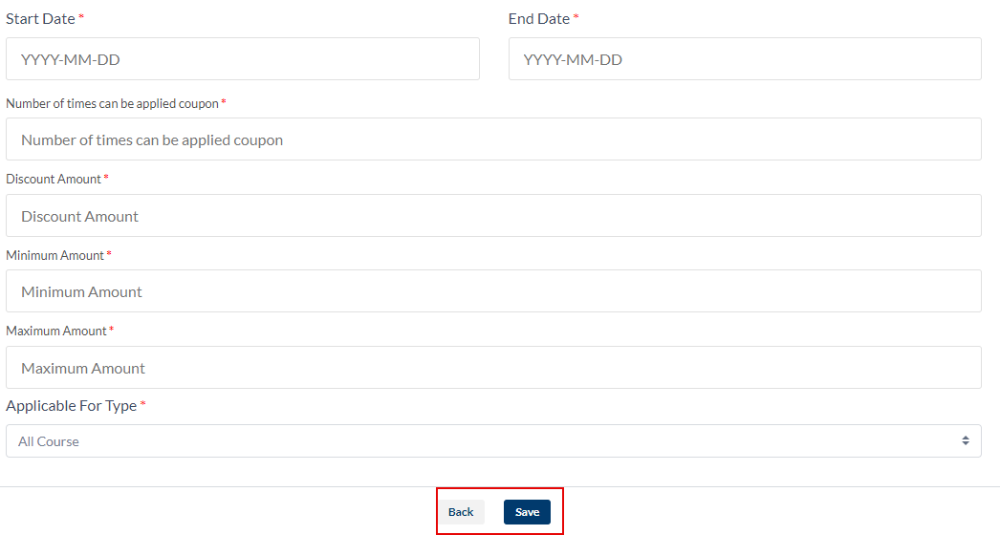 Start Date * End Date *
YYYY-MM-DD YYYY-MM-DD
Number of times can be applied coupon *
Number of times can be applied coupon
Discount Amount *
Discount Amount
Minimum Amount *
Minimum Amount
Maximum Amount *
Maximum Amount
Applicable For Type *
All Course
Back Save